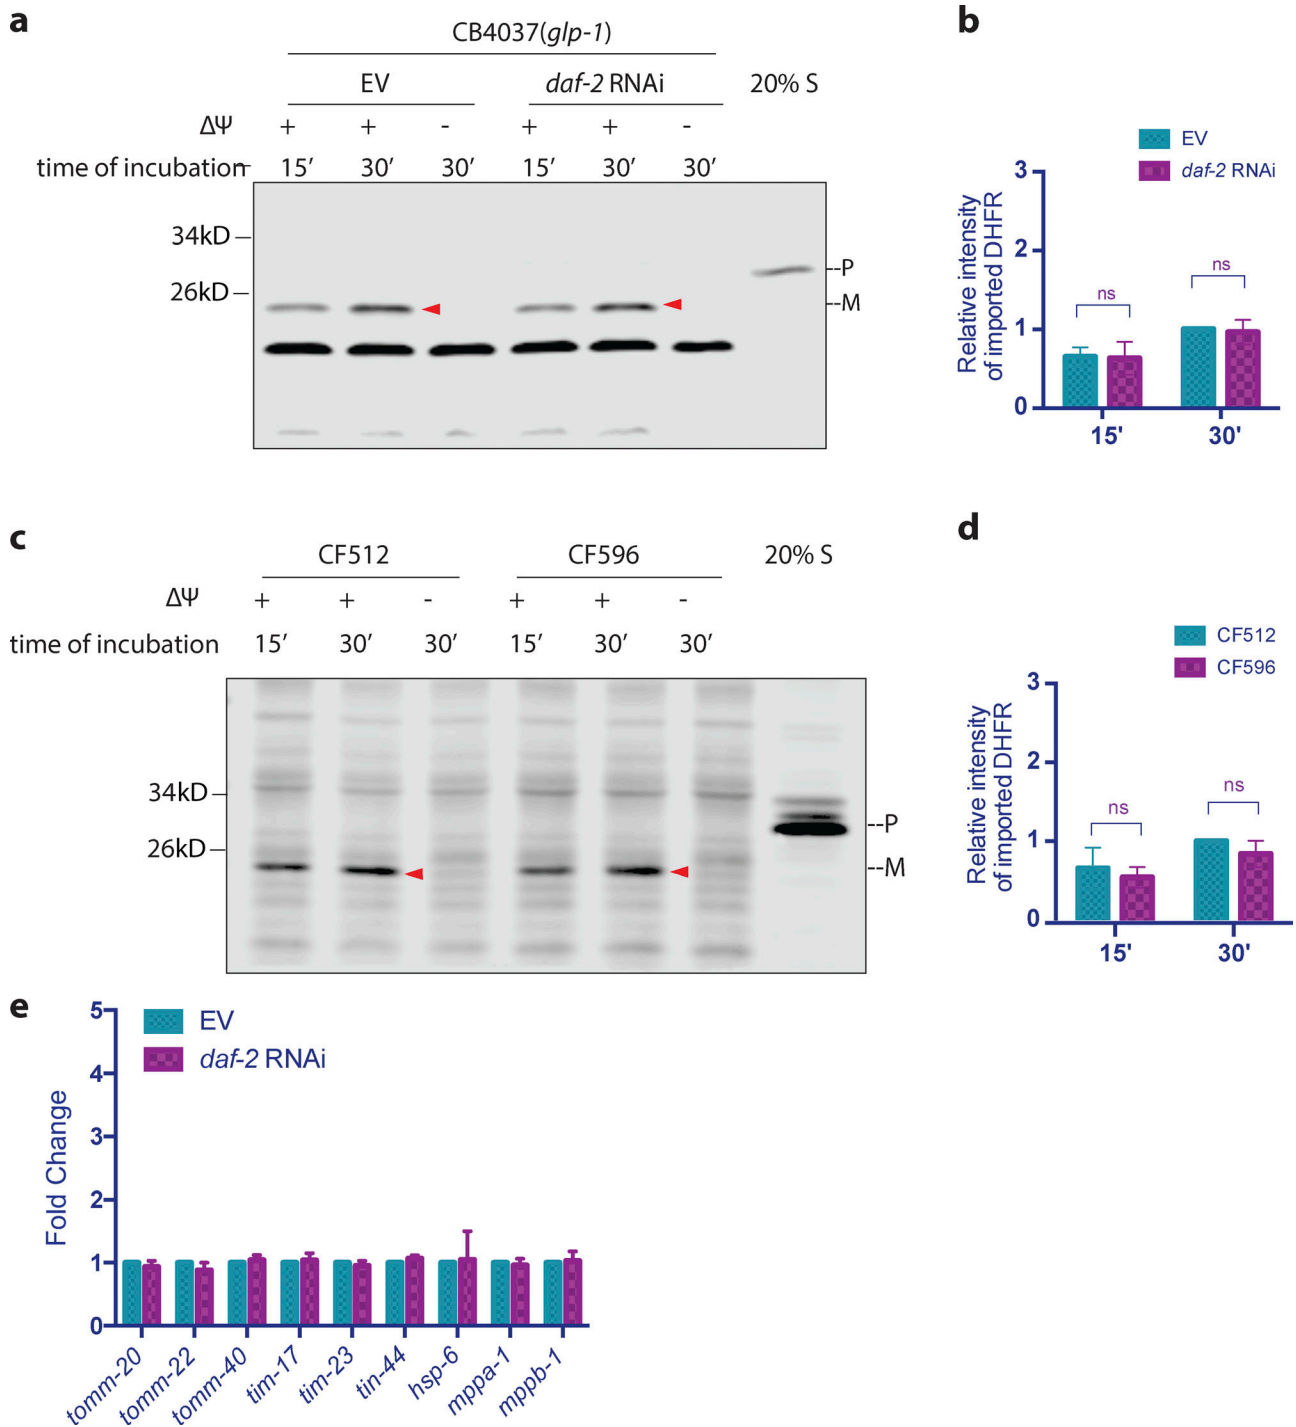 a
CB4037(glp-1)
EV daf-2 RNAi 20% S
ΔΨ + + - + + -
time of incubation 15′ 30′ 30′ 15′ 30′ 30′
34kD
26kD
--P
--M
b
EV
daf-2 RNAi
Relative intensity
of imported DHFR
3
2
1
0
ns
ns
15' 30'
c
CF512 CF596 20% S
ΔΨ + + - + + -
time of incubation 15′ 30′ 30′ 15′ 30′ 30′
34kD
26kD
--P
--M
d
CF512
CF596
Relative intensity
of imported DHFR
3
2
1
0
ns
ns
15' 30'
e
EV
daf-2 RNAi
Fold Change
5
4
3
2
1
0
tomm-20
tomm-22
tomm-40
tim-17
tim-23
tin-44
hsp-6
mppa-1
mppb-1